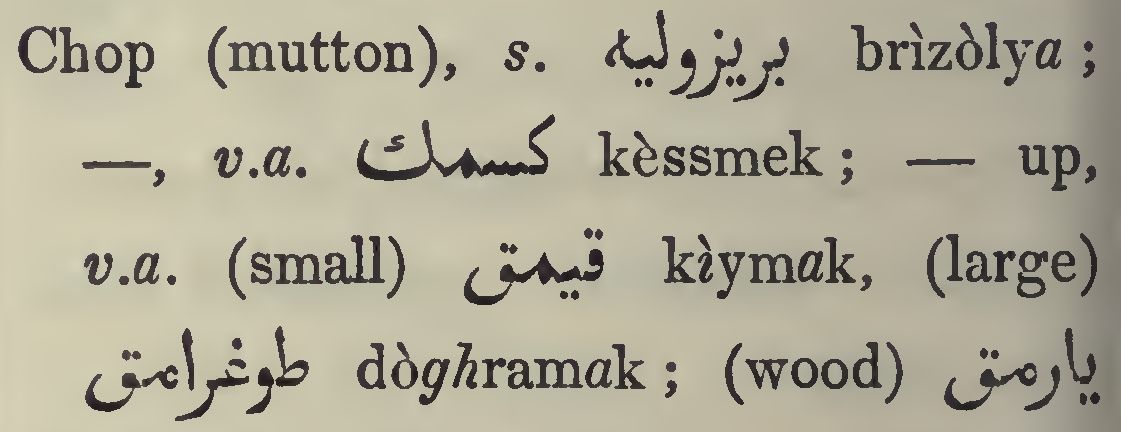 Chop (mutton), s. بريزوليه brìzòlya ;
—, v.a. كسمك kèssmek ; — up,
v.a. (small) قيمق kìymak, (large)
طوغرامق dòghramak ; (wood) يارمق